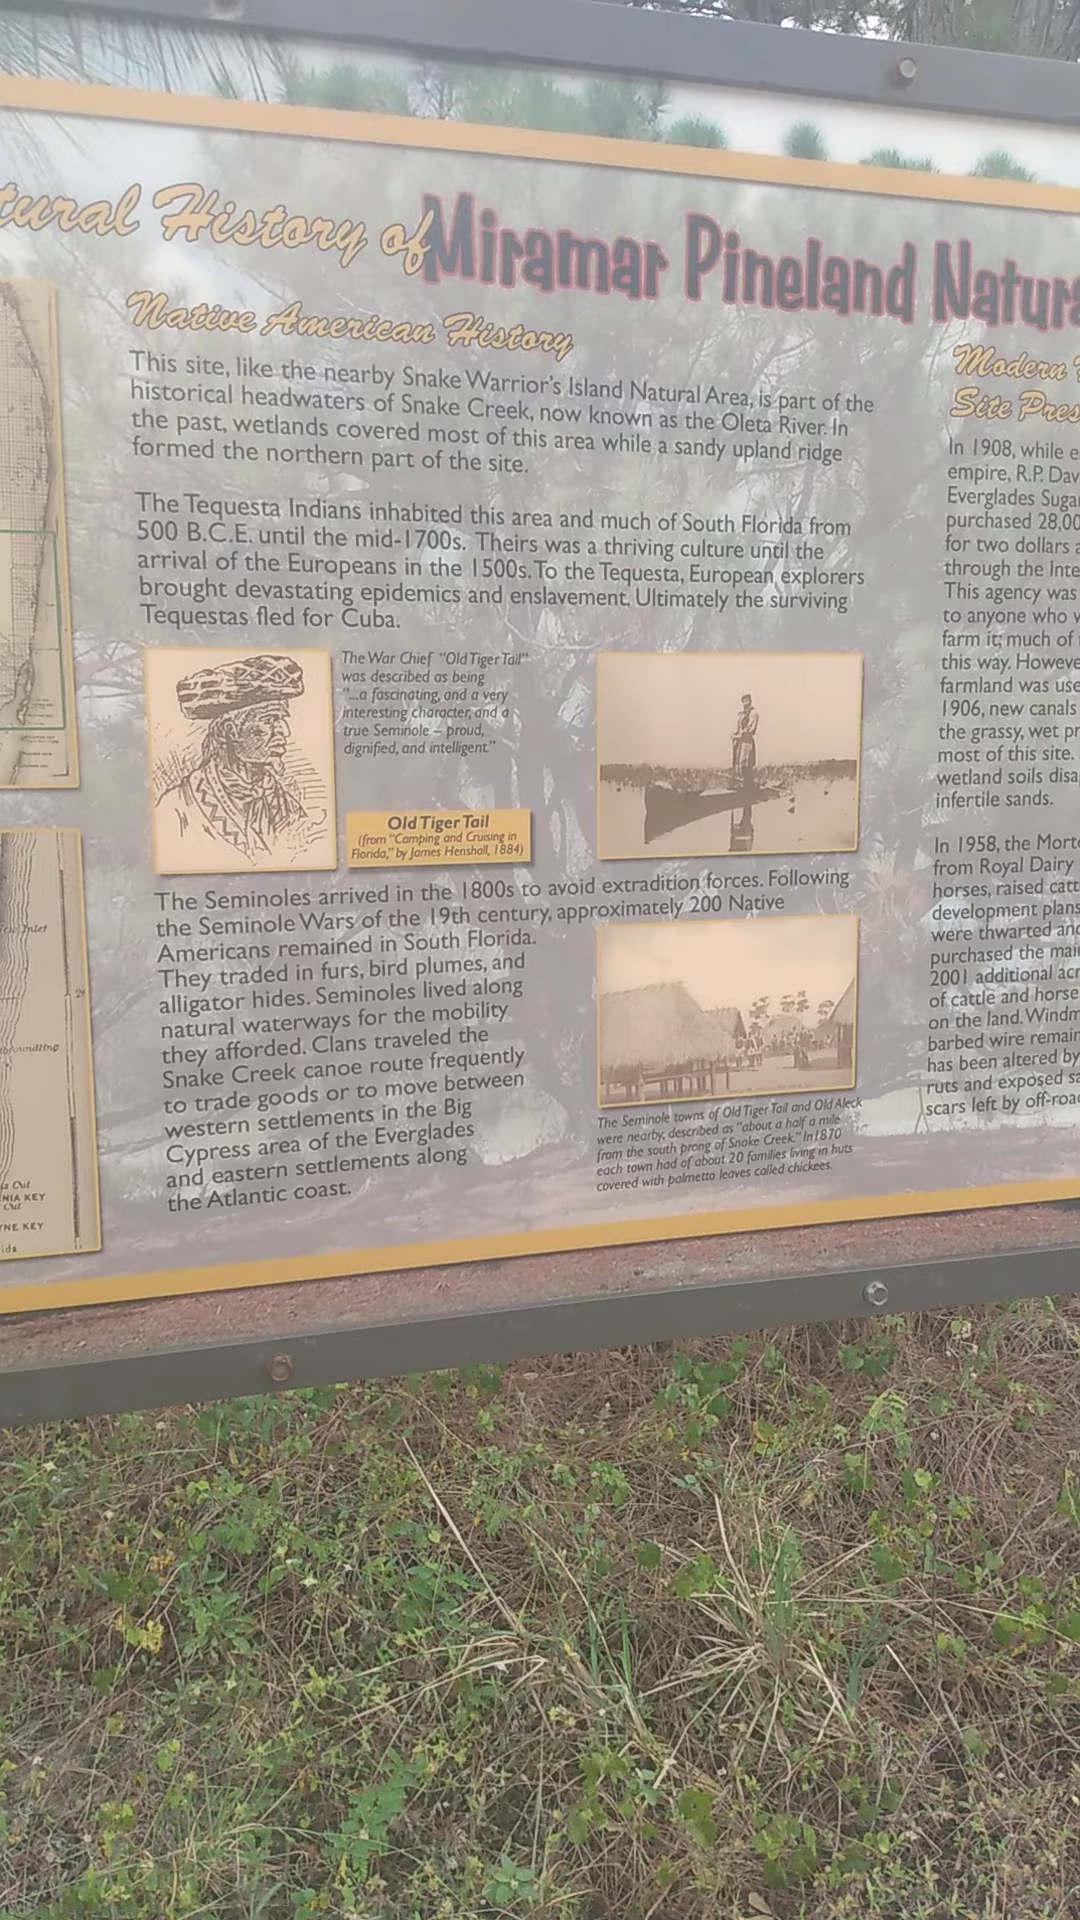 tural History of Miramar Pineland Natura
Native American History
This site, like the nearby Snake Warrior's Island Natural Area, is part of the
historical headwaters of Snake Creek, now known as the Oleta River. In
the past, wetlands covered most of this area while a sandy upland ridge
formed the northern part of the site.
The Tequesta Indians inhabited this area and much of South Florida from
500 B.C.E. until the mid-1700s. Theirs was a thriving culture until the
arrival of the Europeans in the 1500s. To the Tequesta, European explorers
brought devastating epidemics and enslavement. Ultimately the surviving
Tequestas fled for Cuba.
The War Chief "Old Tiger Tail"
was described as being
"...a fascinating, and a very
interesting character, and a
true Seminole – proud,
dignified, and intelligent."
Old Tiger Tail
(from "Camping and Cruising in
Florida," by James Henshall, 1884)
The Seminoles arrived in the 1800s to avoid extradition forces. Following
the Seminole Wars of the 19th century, approximately 200 Native
Americans remained in South Florida.
They traded in furs, bird plumes, and
alligator hides. Seminoles lived along
natural waterways for the mobility
they afforded. Clans traveled the
Snake Creek canoe route frequently
to trade goods or to move between
western settlements in the Big
Cypress area of the Everglades
and eastern settlements along
the Atlantic coast.
The Seminole towns of Old Tiger Tail and Old Aleck
were nearby, described as "about a half a mile
from the south prong of Snake Creek." In 1870
each town had of about 20 families living in huts
covered with palmetto leaves called chickees.
Modern
Site Pres
In 1908, while e
empire, R.P. Dav
Everglades Sugar
purchased 28,00
for two dollars a
through the Inte
This agency was
to anyone who w
farm it; much of
this way. Howeve
farmland was use
1906, new canals
the grassy, wet pr
most of this site.
wetland soils disa
infertile sands.
In 1958, the Mort
from Royal Dairy
horses, raised catt
development plans
were thwarted and
purchased the mai
2001 additional acr
of cattle and horse
on the land. Windm
barbed wire remain
has been altered by
ruts and exposed sa
scars left by off-road
Inlet
Cut
NIA KEY
Cut
NE KEY
ida